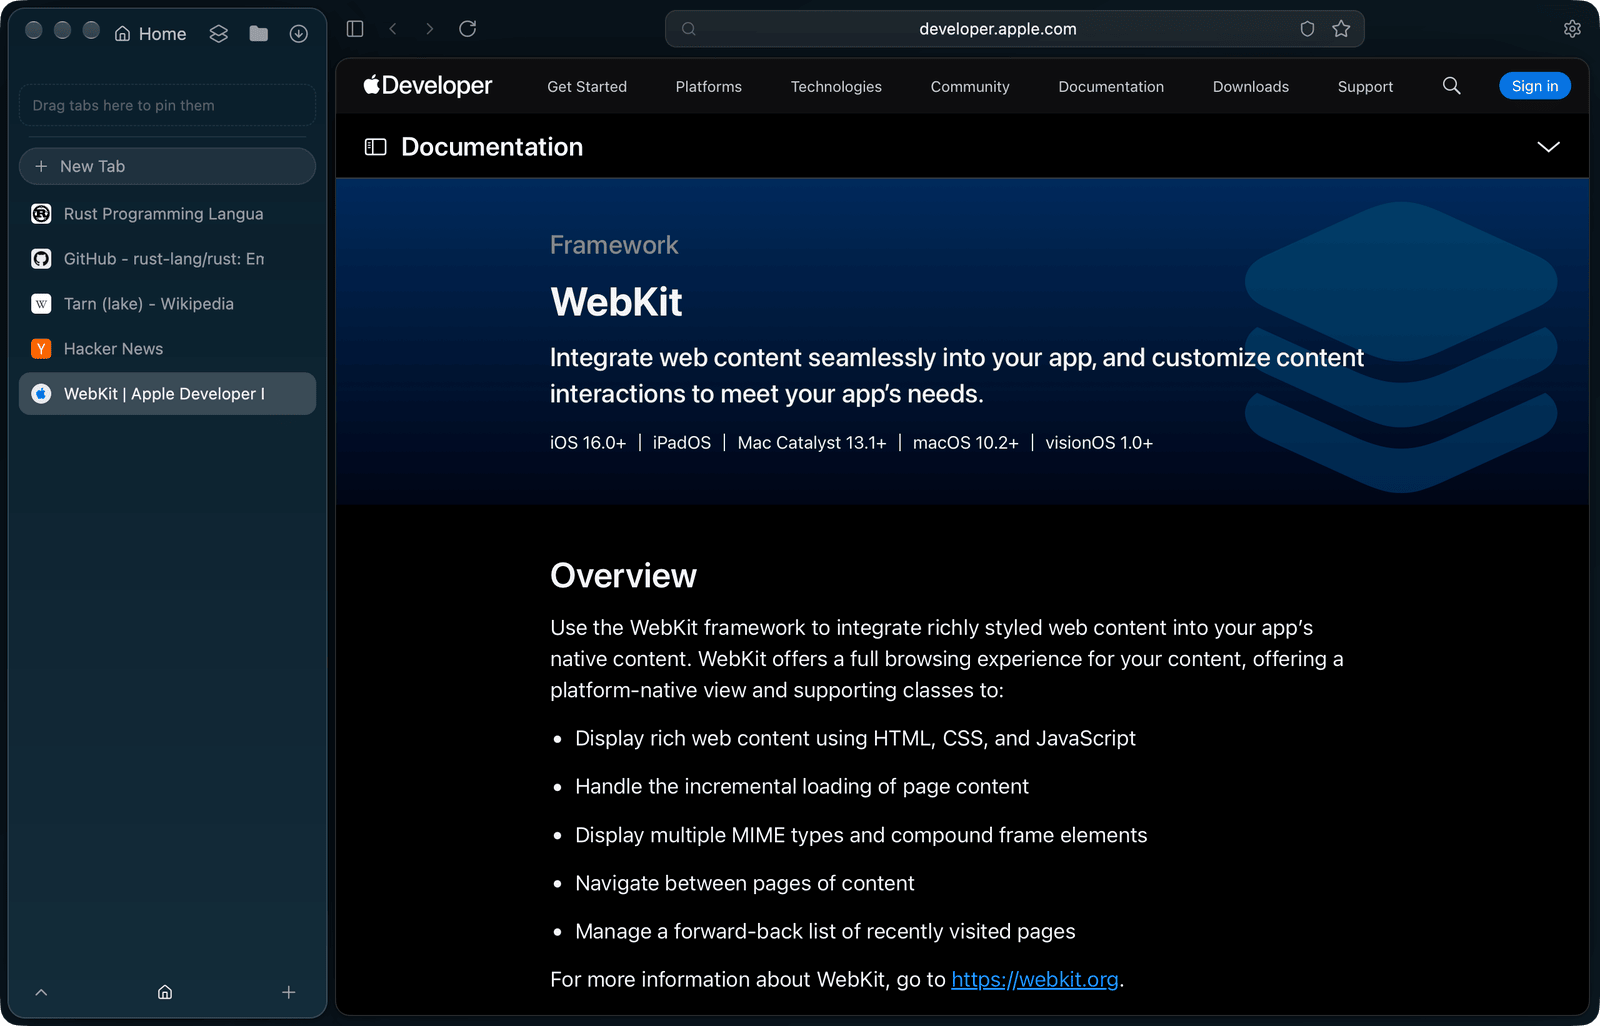 Home
Drag tabs here to pin them
New Tab
Rust Programming Langua
GitHub - rust-lang/rust: Em
Tarn (lake) - Wikipedia
Hacker News
WebKit | Apple Developer
developer.apple.com
Developer
Get Started
Platforms
Technologies
Community
Documentation
Downloads
Support
Sign in
Documentation
Framework
WebKit
Integrate web content seamlessly into your app, and customize content
interactions to meet your app’s needs.
iOS 16.0+ | iPadOS | Mac Catalyst 13.1+ | macOS 10.2+ | visionOS 1.0+
Overview
Use the WebKit framework to integrate richly styled web content into your app’s
native content. WebKit offers a full browsing experience for your content, offering a
platform-native view and supporting classes to:
• Display rich web content using HTML, CSS, and JavaScript
• Handle the incremental loading of page content
• Display multiple MIME types and compound frame elements
• Navigate between pages of content
• Manage a forward-back list of recently visited pages
For more information about WebKit, go to https://webkit.org.